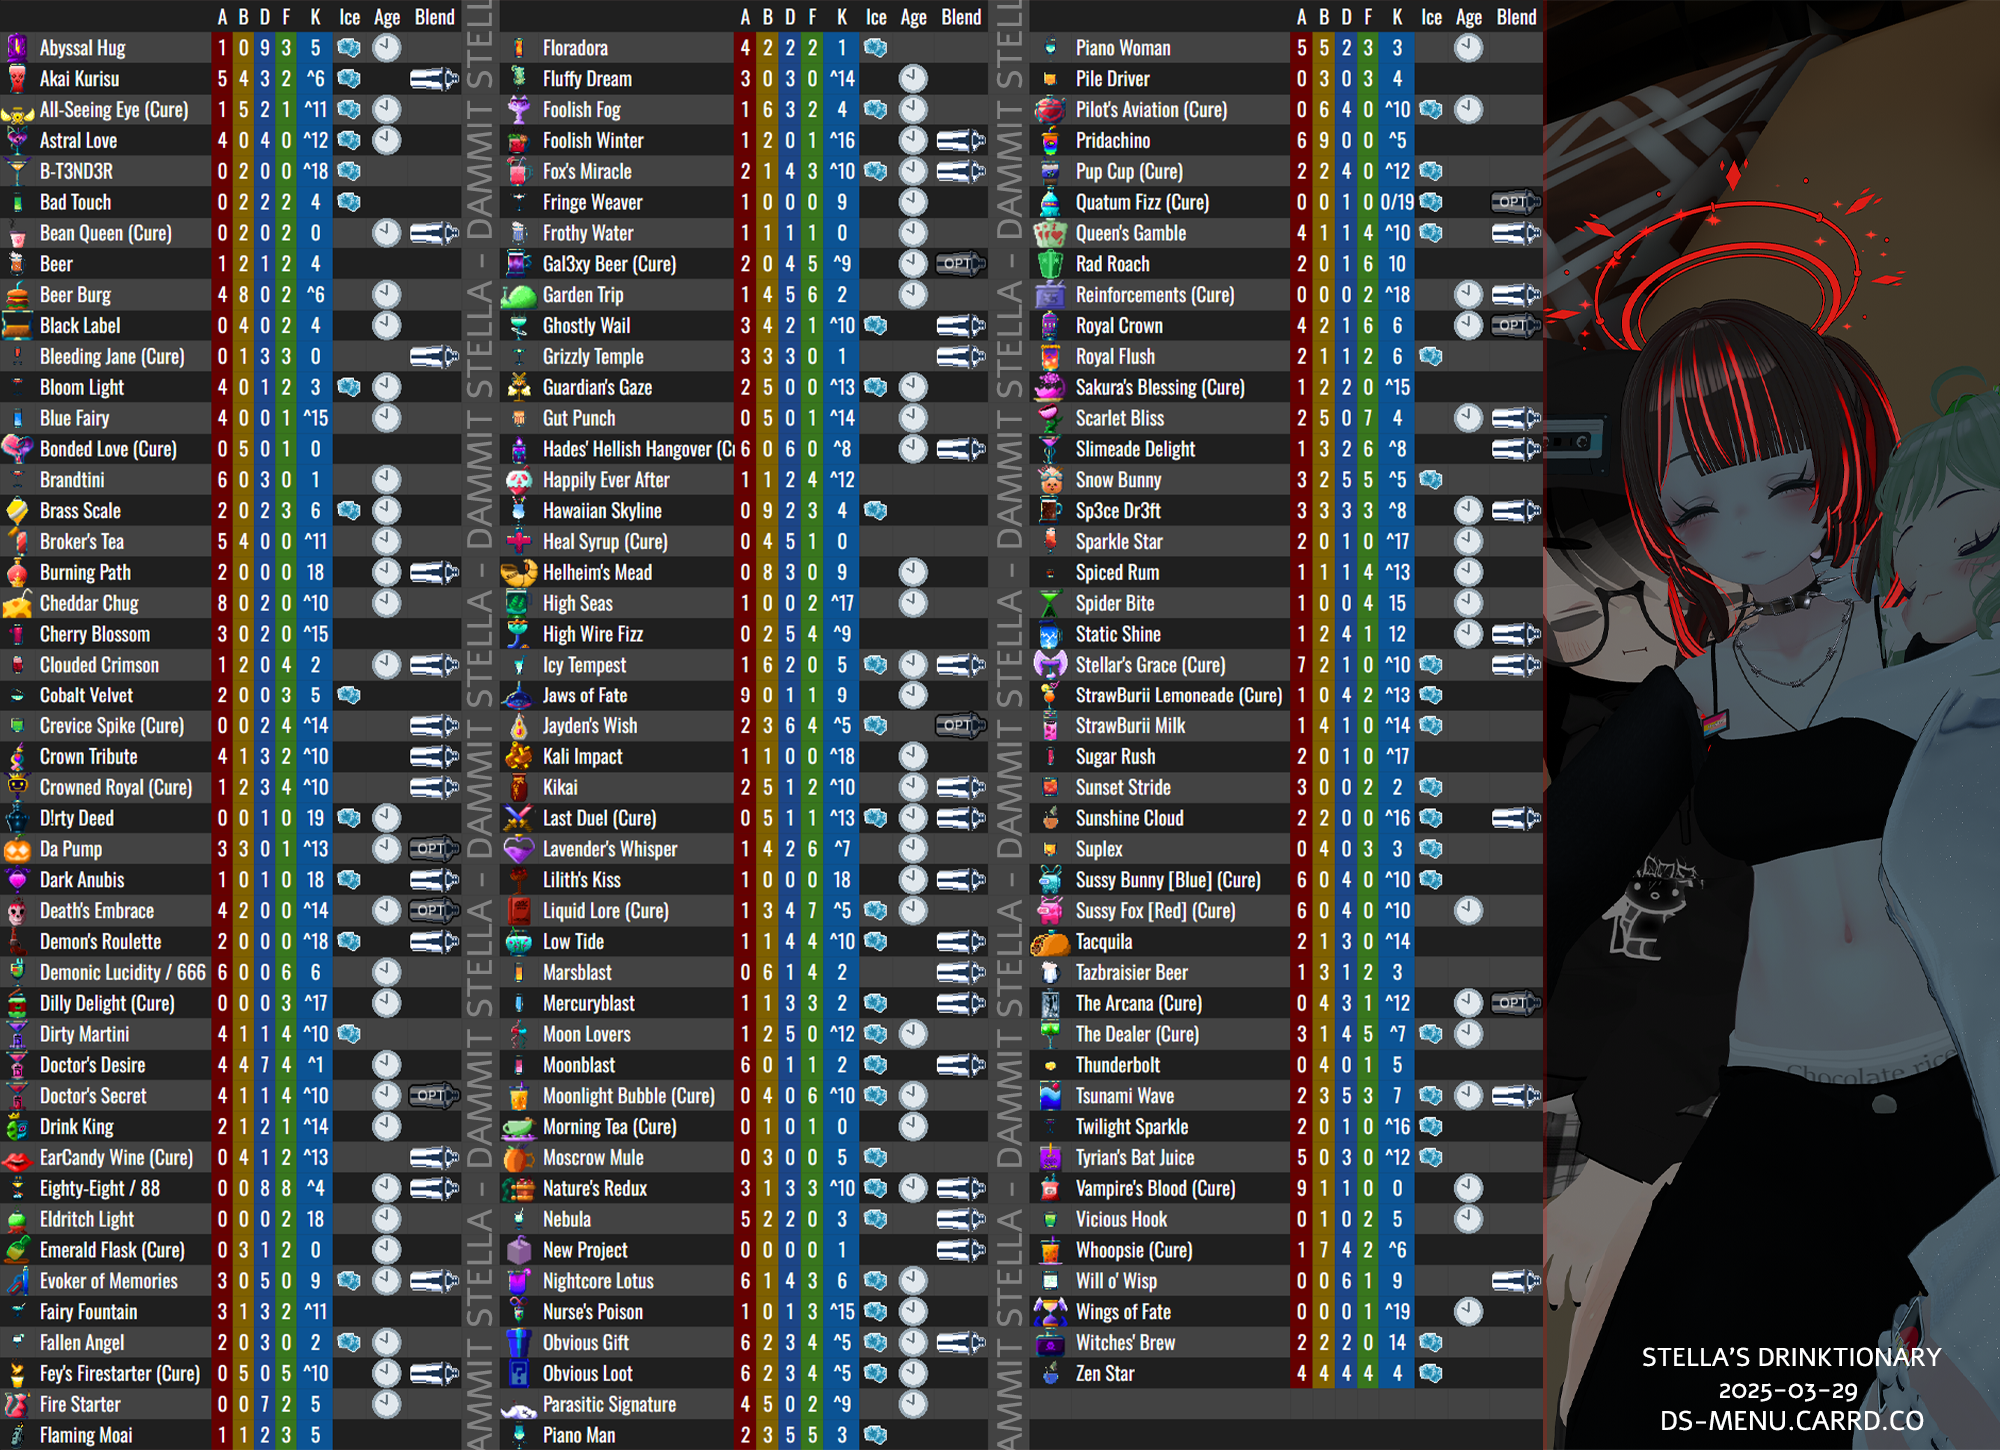 A B D F K Ice Age Blend
Abyssal Hug 1 0 9 3 5
Akai Kurisu 5 4 3 2 ^6
All-Seeing Eye (Cure) 1 5 2 1 ^11
Astral Love 4 0 4 0 ^12
B-T3ND3R 0 2 0 0 ^18
Bad Touch 0 2 2 2 4
Bean Queen (Cure) 0 2 0 2 0
Beer 1 2 1 2 4
Beer Burg 4 8 0 2 ^6
Black Label 0 4 0 2 4
Bleeding Jane (Cure) 0 1 3 3 0
Bloom Light 4 0 1 2 3
Blue Fairy 4 0 0 1 ^15
Bonded Love (Cure) 0 5 0 1 0
Brandtini 6 0 3 0 1
Brass Scale 2 0 2 3 6
Broker's Tea 5 4 0 0 ^11
Burning Path 2 0 0 0 18
Cheddar Chug 8 0 2 0 ^10
Cherry Blossom 3 0 2 0 ^15
Clouded Crimson 1 2 0 4 2
Cobalt Velvet 2 0 0 3 5
Crevice Spike (Cure) 0 0 2 4 ^14
Crown Tribute 4 1 3 2 ^10
Crowned Royal (Cure) 1 2 3 4 ^10
D!rty Deed 0 0 1 0 19
Da Pump 3 3 0 1 ^13 OPT
Dark Anubis 1 0 1 0 18
Death's Embrace 4 2 0 0 ^14 OPT
Demon's Roulette 2 0 0 0 ^18
Demonic Lucidity / 666 6 0 0 6 6
Dilly Delight (Cure) 0 0 0 3 ^17
Dirty Martini 4 1 1 4 ^10
Doctor's Desire 4 4 7 4 ^1
Doctor's Secret 4 1 1 4 ^10 OPT
Drink King 2 1 2 1 ^14
EarCandy Wine (Cure) 0 4 1 2 ^13
Eighty-Eight / 88 0 0 8 8 ^4
Eldritch Light 0 0 0 2 18
Emerald Flask (Cure) 0 3 1 2 0
Evoker of Memories 3 0 5 0 9
Fairy Fountain 3 1 3 2 ^11
Fallen Angel 2 0 3 0 2
Fey's Firestarter (Cure) 0 5 0 5 ^10
Fire Starter 0 0 7 2 5
Flaming Moai 1 1 2 3 5
AMMIT STELLA - DAMMIT STELLA - DAMMIT STELLA - DAMMIT STELL
A B D F K Ice Age Blend
Floradora 4 2 2 2 1
Fluffy Dream 3 0 3 0 ^14
Foolish Fog 1 6 3 2 4
Foolish Winter 1 2 0 1 ^16
Fox's Miracle 2 1 4 3 ^10
Fringe Weaver 1 0 0 0 9
Frothy Water 1 1 1 1 0
Gal3xy Beer (Cure) 2 0 4 5 ^9 OPT
Garden Trip 1 4 5 6 2
Ghostly Wail 3 4 2 1 ^10
Grizzly Temple 3 3 3 0 1
Guardian's Gaze 2 5 0 0 ^13
Gut Punch 0 5 0 1 ^14
Hades' Hellish Hangover (Cu 6 0 6 0 ^8
Happily Ever After 1 1 2 4 ^12
Hawaiian Skyline 0 9 2 3 4
Heal Syrup (Cure) 0 4 5 1 0
Helheim's Mead 0 8 3 0 9
High Seas 1 0 0 2 ^17
High Wire Fizz 0 2 5 4 ^9
Icy Tempest 1 6 2 0 5
Jaws of Fate 9 0 1 1 9
Jayden's Wish 2 3 6 4 ^5 OPT
Kali Impact 1 1 0 0 ^18
Kikai 2 5 1 2 ^10
Last Duel (Cure) 0 5 1 1 ^13
Lavender's Whisper 1 4 2 6 ^7
Lilith's Kiss 1 0 0 0 18
Liquid Lore (Cure) 1 3 4 7 ^5
Low Tide 1 1 4 4 ^10
Marsblast 0 6 1 4 2
Mercuryblast 1 1 3 3 2
Moon Lovers 1 2 5 0 ^12
Moonblast 6 0 1 1 2
Moonlight Bubble (Cure) 0 4 0 6 ^10
Morning Tea (Cure) 0 1 0 1 0
Moscrow Mule 0 3 0 0 5
Nature's Redux 3 1 3 3 ^10
Nebula 5 2 2 0 3
New Project 0 0 0 0 1
Nightcore Lotus 6 1 4 3 6
Nurse's Poison 1 0 1 3 ^15
Obvious Gift 6 2 3 4 ^5
Obvious Loot 6 2 3 4 ^5
Parasitic Signature 4 5 0 2 ^9
Piano Man 2 3 5 5 3
AMMIT STELLA - DAMMIT STELLA - DAMMIT STELLA - DAMMIT STELL
A B D F K Ice Age Blend
Piano Woman 5 5 2 3 3
Pile Driver 0 3 0 3 4
Pilot's Aviation (Cure) 0 6 4 0 ^10
Pridachino 6 9 0 0 ^5
Pup Cup (Cure) 2 2 4 0 ^12
Quatum Fizz (Cure) 0 0 1 0 0/19 OPT
Queen's Gamble 4 1 1 4 ^10
Rad Roach 2 0 1 6 10
Reinforcements (Cure) 0 0 0 2 ^18
Royal Crown 4 2 1 6 6 OPT
Royal Flush 2 1 1 2 6
Sakura's Blessing (Cure) 1 2 2 0 ^15
Scarlet Bliss 2 5 0 7 4
Slimeade Delight 1 3 2 6 ^8
Snow Bunny 3 2 5 5 ^5
Sp3ce Dr3ft 3 3 3 3 ^8
Sparkle Star 2 0 1 0 ^17
Spiced Rum 1 1 1 4 ^13
Spider Bite 1 0 0 4 15
Static Shine 1 2 4 1 12
Stellar's Grace (Cure) 7 2 1 0 ^10
StrawBurii Lemoneade (Cure) 1 0 4 2 ^13
StrawBurii Milk 1 4 1 0 ^14
Sugar Rush 2 0 1 0 ^17
Sunset Stride 3 0 0 2 2
Sunshine Cloud 2 2 0 0 ^16
Suplex 0 4 0 3 3
Sussy Bunny [Blue] (Cure) 6 0 4 0 ^10
Sussy Fox [Red] (Cure) 6 0 4 0 ^10
Tacquila 2 1 3 0 ^14
Tazbraisier Beer 1 3 1 2 3
The Arcana (Cure) 0 4 3 1 ^12 OPT
The Dealer (Cure) 3 1 4 5 ^7
Thunderbolt 0 4 0 1 5
Tsunami Wave 2 3 5 3 7
Twilight Sparkle 2 0 1 0 ^16
Tyrian's Bat Juice 5 0 3 0 ^12
Vampire's Blood (Cure) 9 1 1 0 0
Vicious Hook 0 1 0 2 5
Whoopsie (Cure) 1 7 4 2 ^6
Will o' Wisp 0 0 6 1 9
Wings of Fate 0 0 0 1 ^19
Witches' Brew 2 2 2 0 14
Zen Star 4 4 4 4 4
Chocolate rice
STELLA'S DRINKTIONARY
2025-03-29
DS-MENU.CARRD.CO